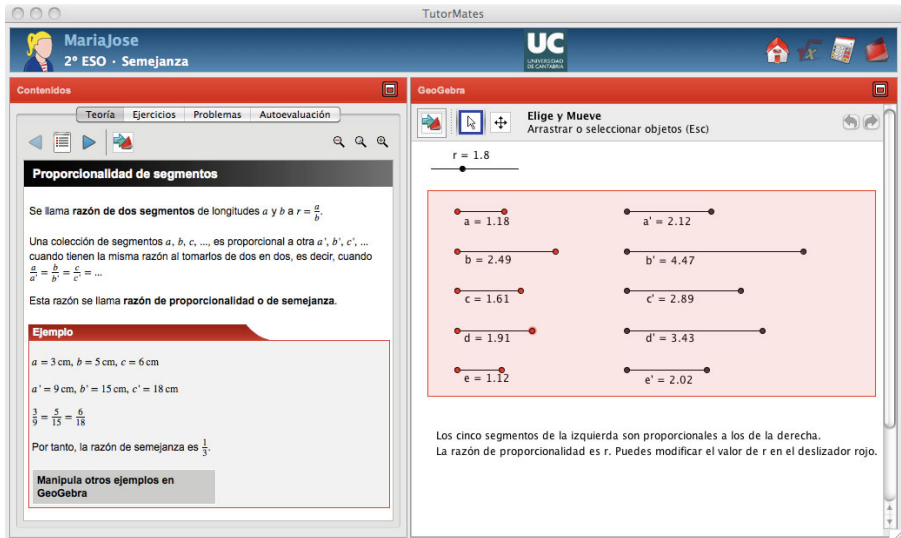 TutorMates
MariaJose
2º ESO · Semejanza
UC
UNIVERSIDAD
DE CANTABRIA
Contenidos
Teoría Ejercicios Problemas Autoevaluación
Proporcionalidad de segmentos
Se llama razón de dos segmentos de longitudes a y b a r = a/b.
Una colección de segmentos a, b, c, ..., es proporcional a otra a', b', c', ...
cuando tienen la misma razón al tomarlos de dos en dos, es decir, cuando
a/a' = b/b' = c/c' = ...
Esta razón se llama razón de proporcionalidad o de semejanza.
Ejemplo
a = 3 cm, b = 5 cm, c = 6 cm
a' = 9 cm, b' = 15 cm, c' = 18 cm
3/9 = 5/15 = 6/18
Por tanto, la razón de semejanza es 1/3.
Manipula otros ejemplos en
GeoGebra
GeoGebra
Elige y Mueve
Arrastrar o seleccionar objetos (Esc)
r = 1.8
a = 1.18 a' = 2.12
b = 2.49 b' = 4.47
c = 1.61 c' = 2.89
d = 1.91 d' = 3.43
e = 1.12 e' = 2.02
Los cinco segmentos de la izquierda son proporcionales a los de la derecha.
La razón de proporcionalidad es r. Puedes modificar el valor de r en el deslizador rojo.